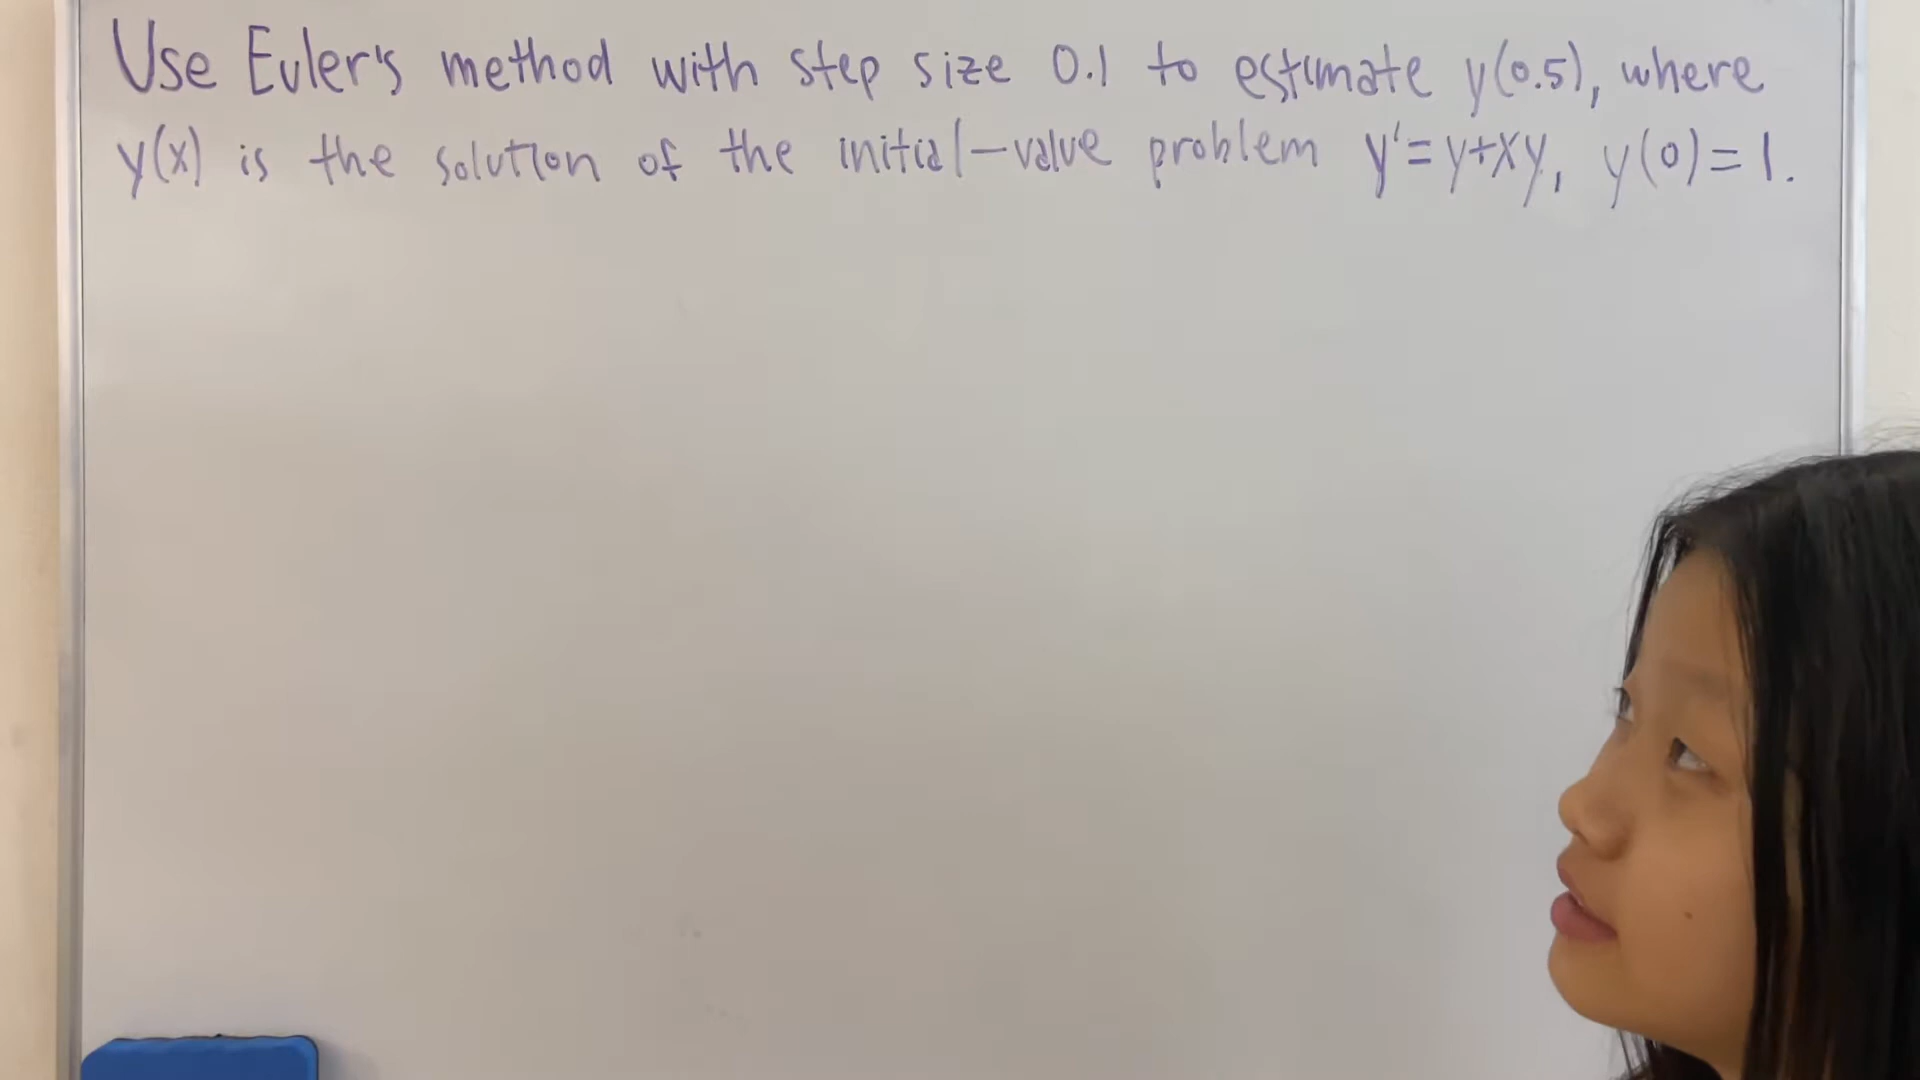 Use Euler's method with step size 0.1 to estimate y(0.5), where
y(x) is the solution of the initial-value problem y'=y+xy, y(0)=1.